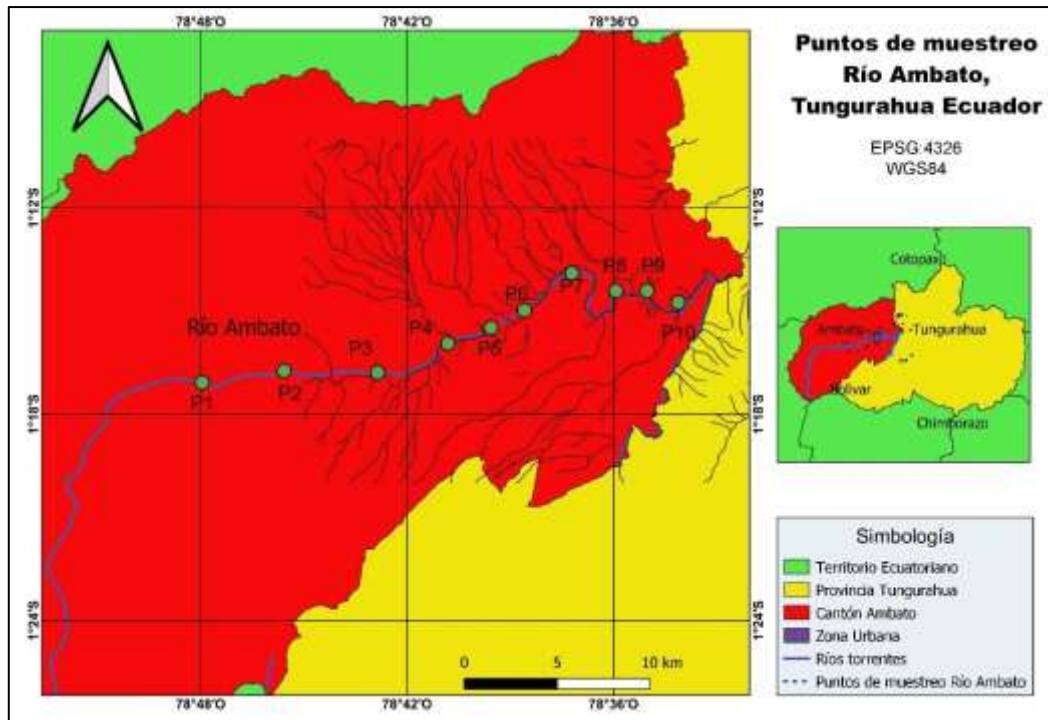 78°48'O 78°42'O 78°36'O
Puntos de muestreo
Río Ambato,
Tungurahua Ecuador
EPSG:4326
WGS84
1°12'S 1°12'S
P7 P8 P9
P6
Río Ambato P4 P5 P10
P3
P1 P2
1°18'S 1°18'S
Cotopaxi
Ambato Tungurahua
Bolívar
Chimborazo
Simbología
Territorio Ecuatoriano
Provincia Tungurahua
Cantón Ambato
Zona Urbana
Ríos torrentes
Puntos de muestreo Río Ambato
1°24'S 1°24'S
0 5 10 km
78°48'O 78°42'O 78°36'O